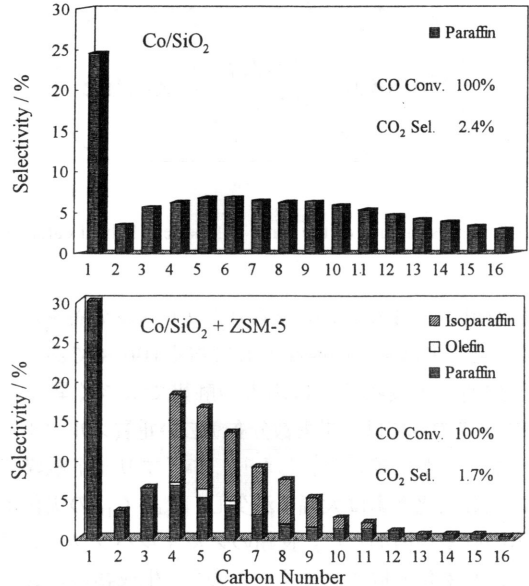 30
Co/SiO2
Paraffin
25
CO Conv. 100%
20
CO2 Sel. 2.4%
15
10
5
0
Selectivity / %
1 2 3 4 5 6 7 8 9 10 11 12 13 14 15 16
30
Co/SiO2 + ZSM-5
Isoparaffin
Olefin
25
Paraffin
20
CO Conv. 100%
15
CO2 Sel. 1.7%
10
5
0
Selectivity / %
1 2 3 4 5 6 7 8 9 10 11 12 13 14 15 16
Carbon Number